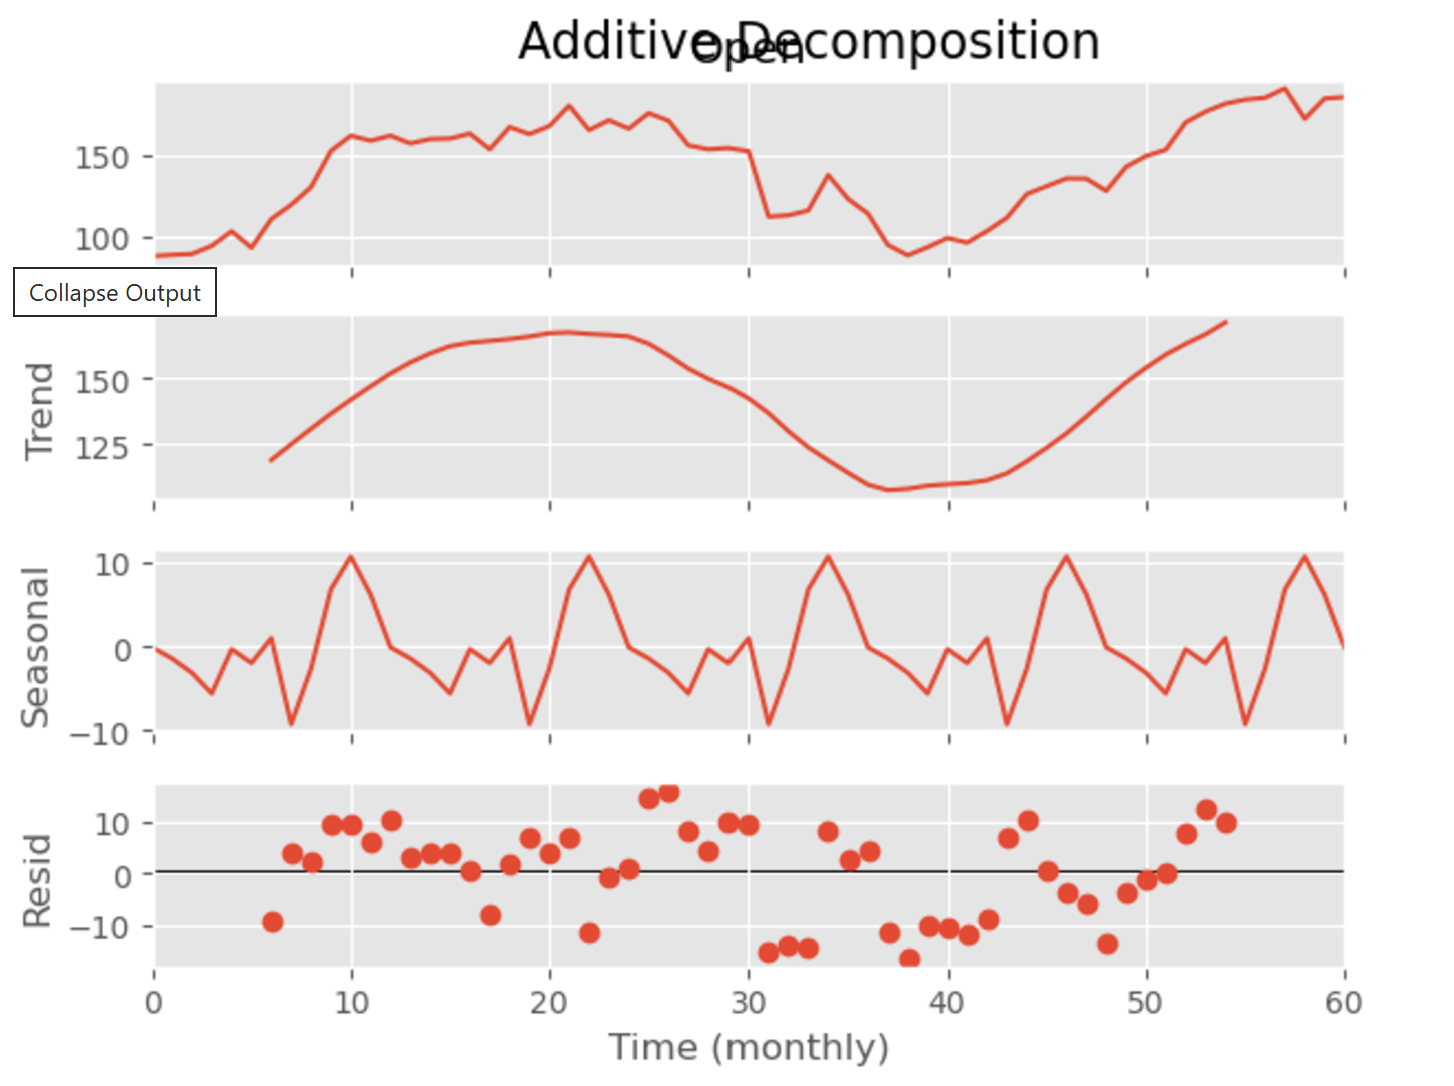 Additive Decomposition
Open
150
100
Collapse Output
Trend
150
125
Seasonal
10
0
−10
Resid
10
0
−10
0 10 20 30 40 50 60
Time (monthly)